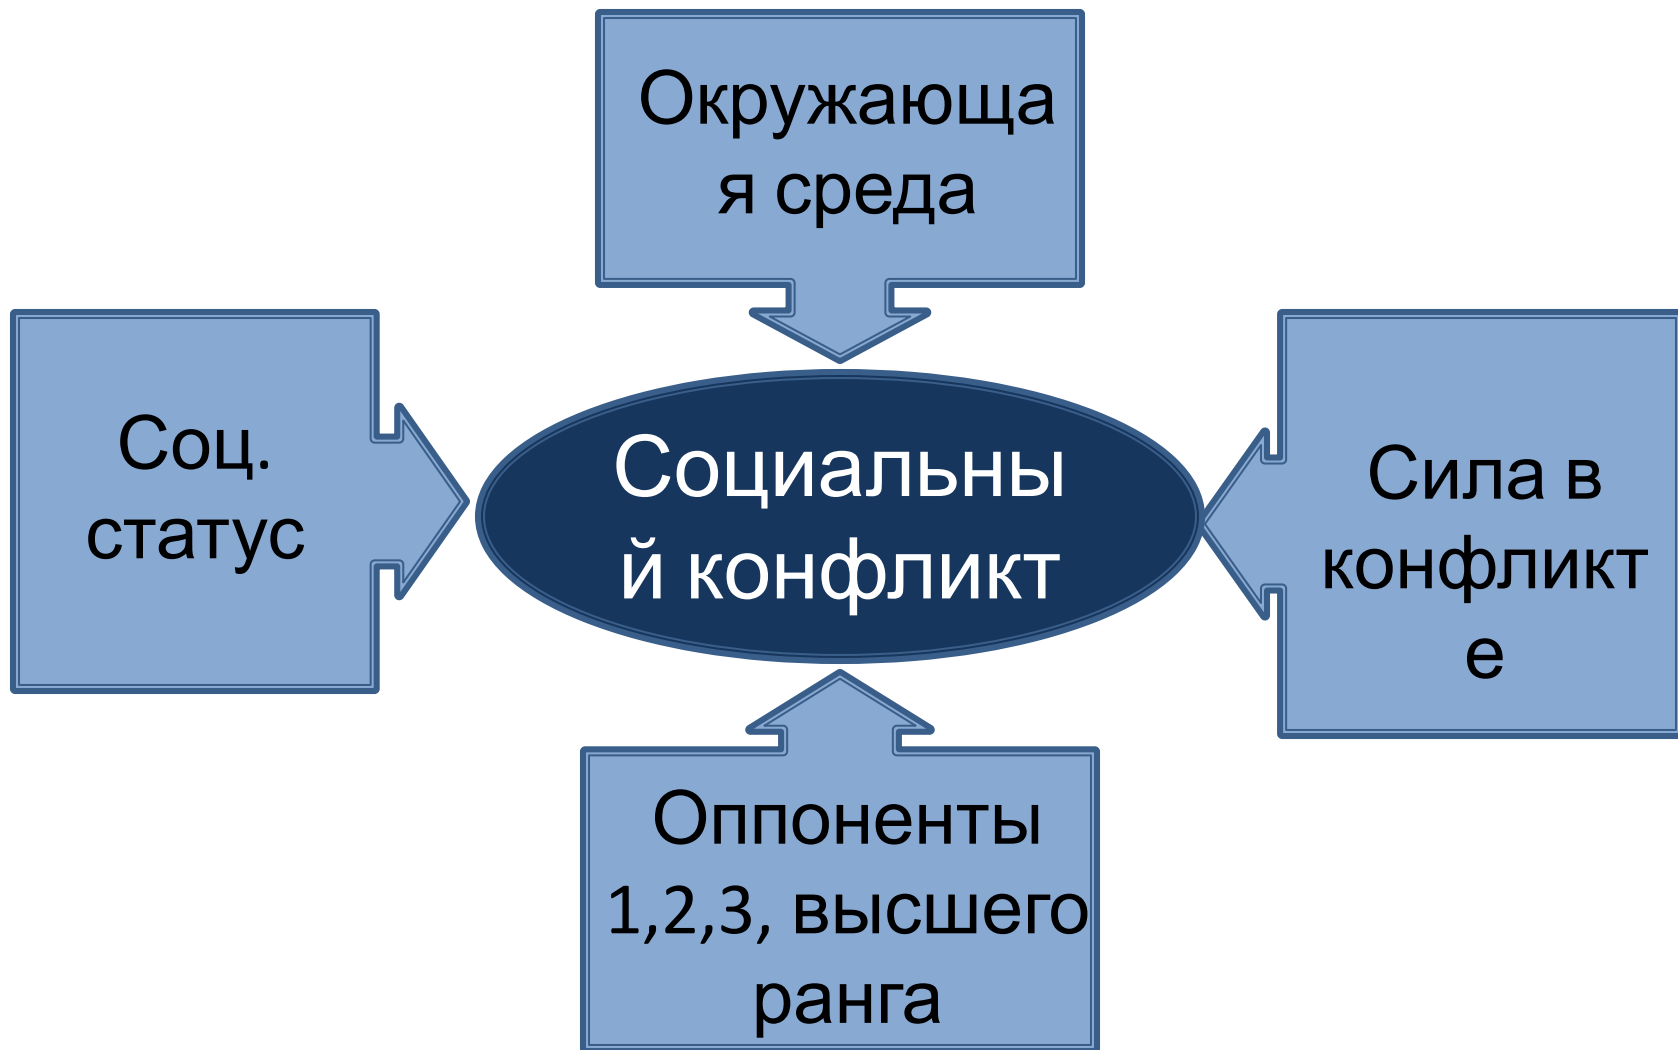 Окружающа
я среда
Соц.
статус
Социальны
й конфликт
Сила в
конфликт
е
Оппоненты
1,2,3, высшего
ранга